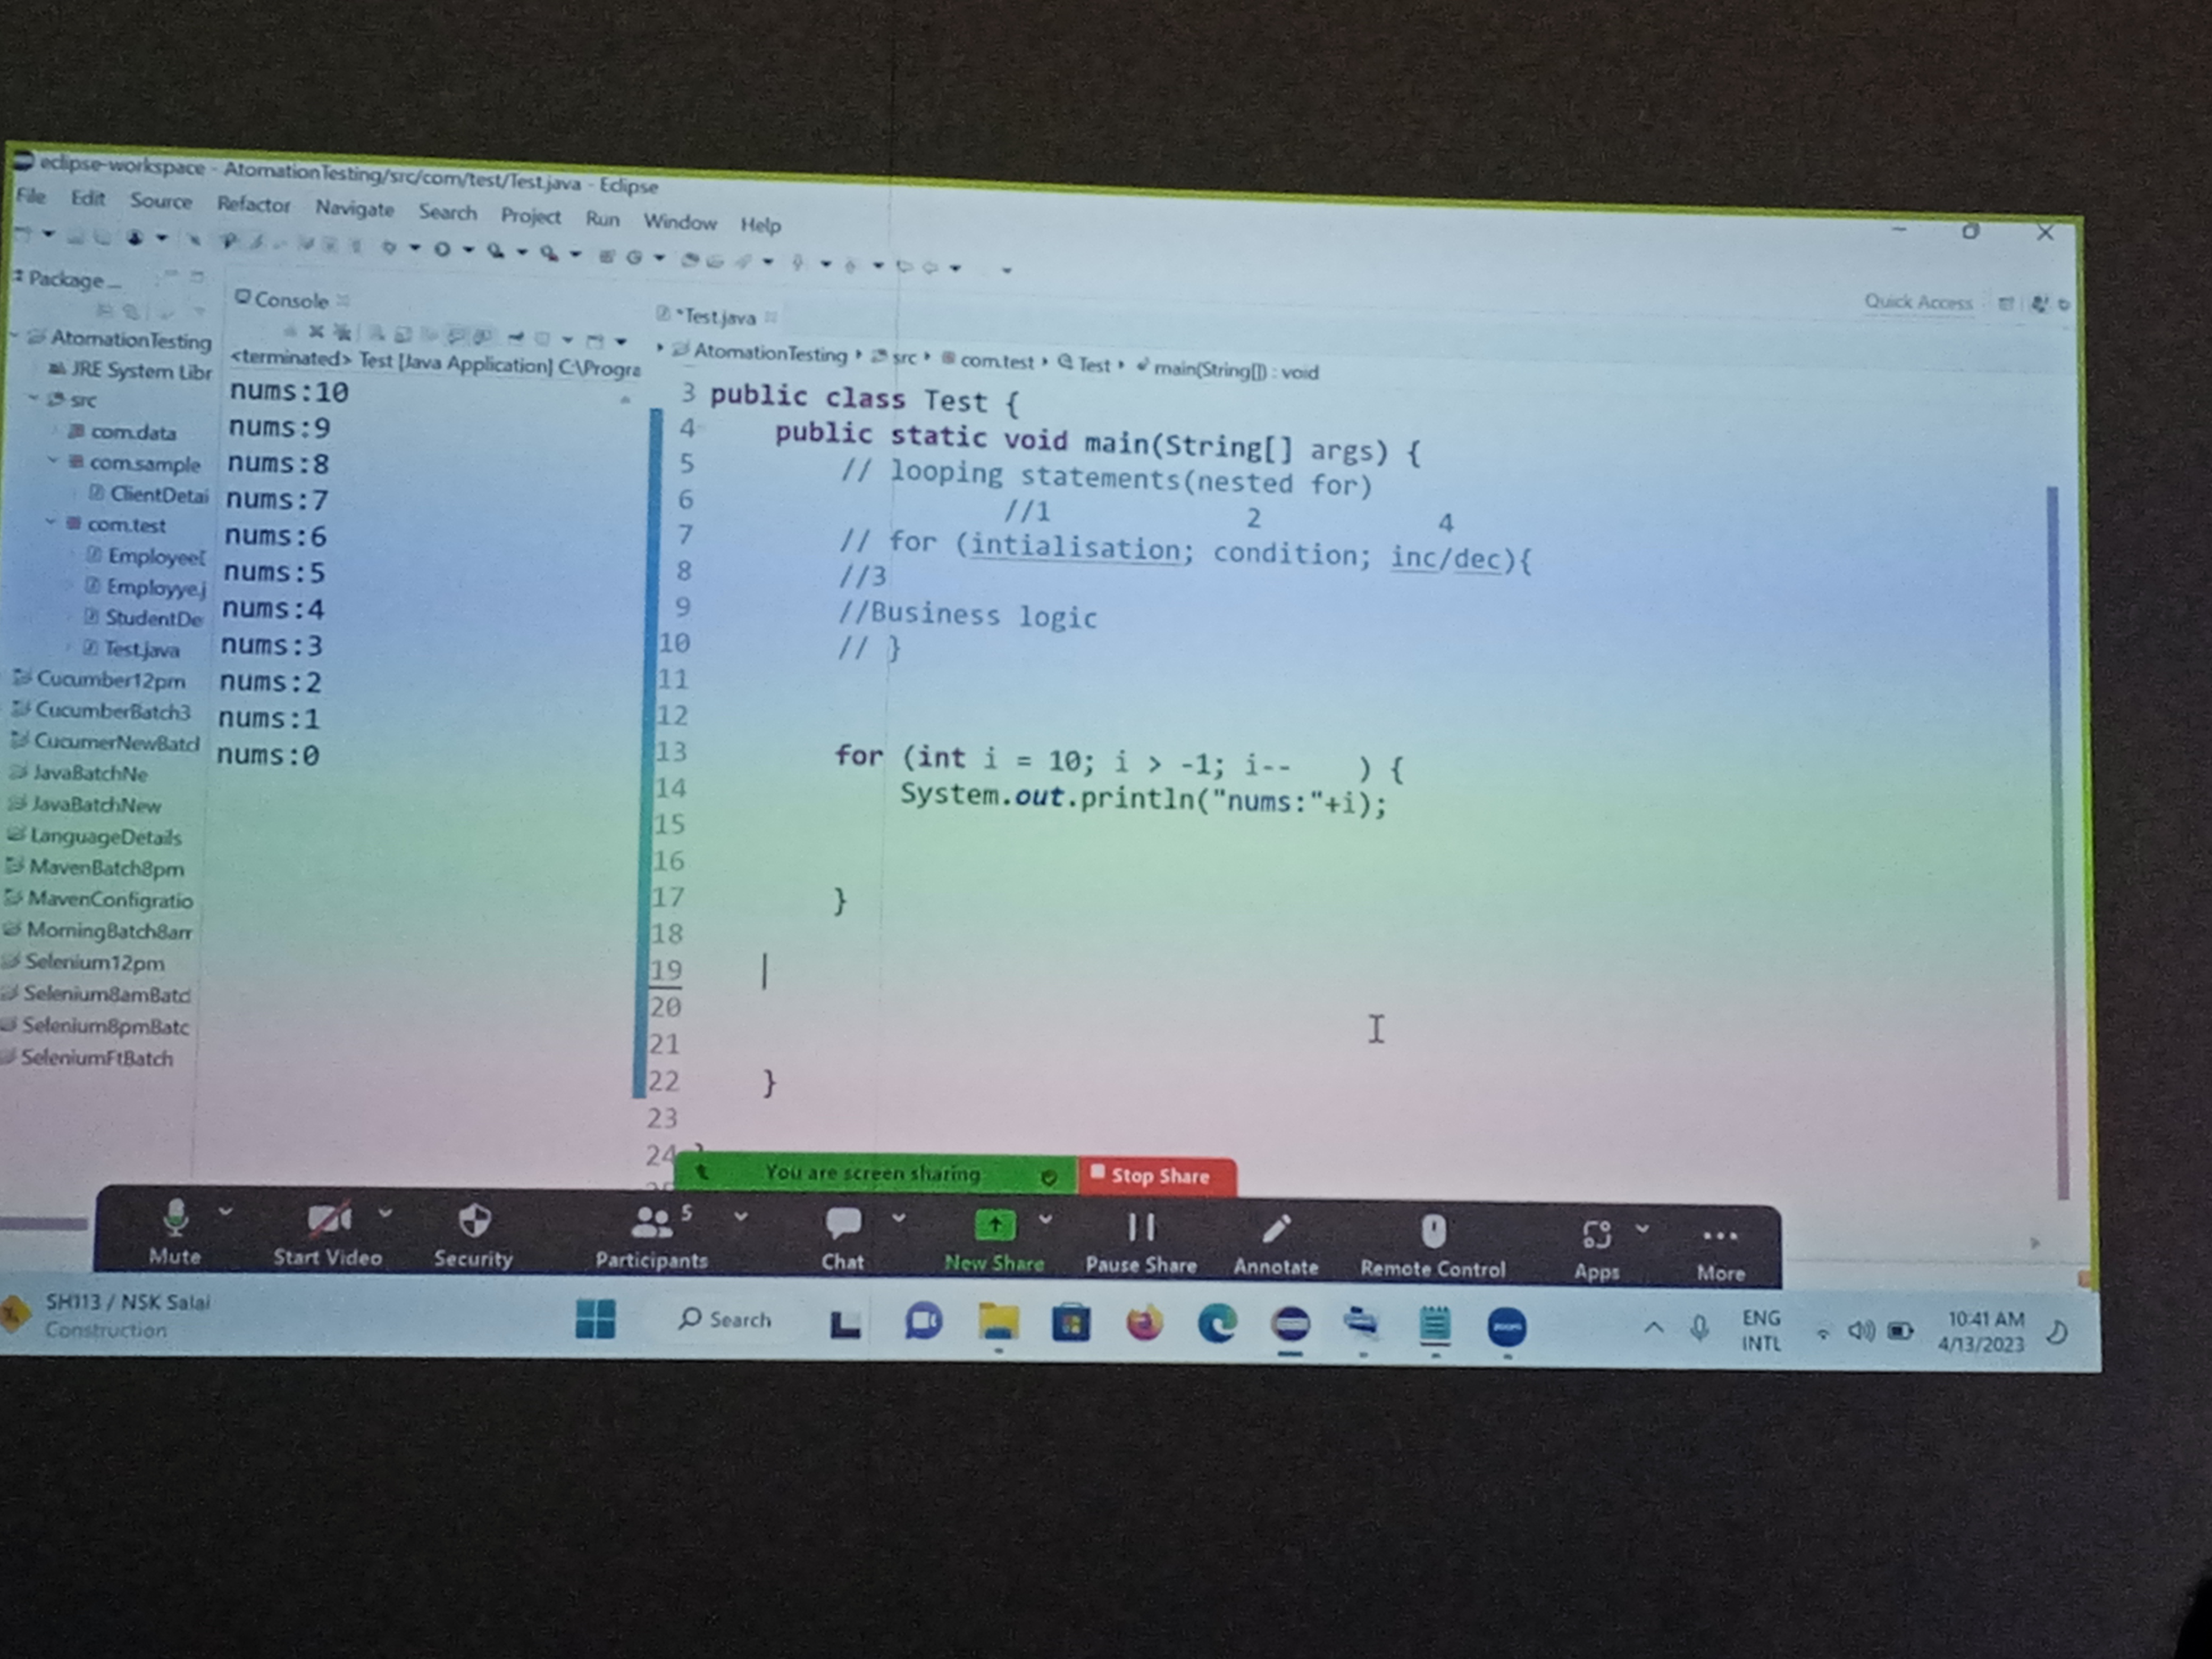 eclipse-workspace - AtomationTesting/src/com/test/Test.java - Eclipse
File Edit Source Refactor Navigate Search Project Run Window Help
Quick Access
Package ...
AtomationTesting
JRE System Libr
src
com.data
com.sample
ClientDetai
com.test
Employee
Employye.j
StudentDe
Test.java
Cucumber12pm
CucumberBatch3
CucumerNewBatcl
JavaBatchNe
JavaBatchNew
LanguageDetails
MavenBatch8pm
MavenConfigratio
MorningBatch8am
Selenium12pm
Selenium8amBatc
Selenium8pmBatc
SeleniumFtBatch
Console
<terminated> Test [Java Application] C:\Progra
nums:10
nums:9
nums:8
nums:7
nums:6
nums:5
nums:4
nums:3
nums:2
nums:1
nums:0
*Test.java
AtomationTesting src com.test Test main(String[]) : void
3 public class Test {
4 public static void main(String[] args) {
5 // looping statements(nested for)
6 //1 2 4
7 // for (intialisation; condition; inc/dec){
8 //3
9 //Business logic
10 // }
11
12
13 for (int i = 10; i > -1; i-- ) {
14 System.out.println("nums:"+i);
15
16
17 }
18
19
20
21
22 }
23
24 }
You are screen sharing Stop Share
Mute Start Video Security Participants 5 Chat New Share Pause Share Annotate Remote Control Apps More
SH113 / NSK Salai
Construction
Search
zoom
ENG
INTL
10:41 AM
4/13/2023